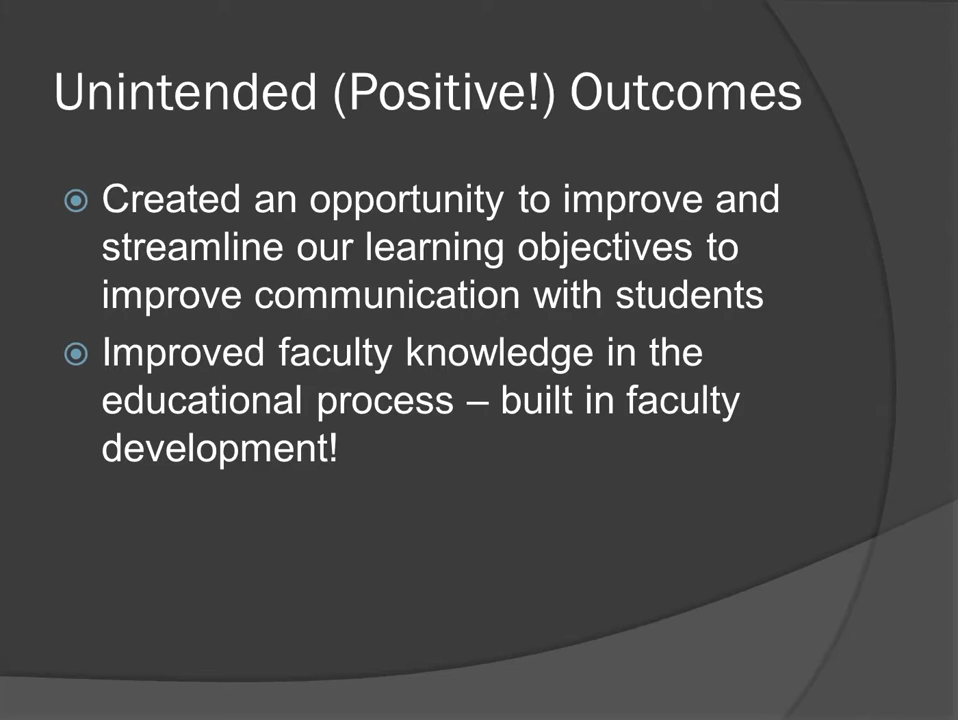 Unintended (Positive!) Outcomes
Created an opportunity to improve and
streamline our learning objectives to
improve communication with students
Improved faculty knowledge in the
educational process – built in faculty
development!